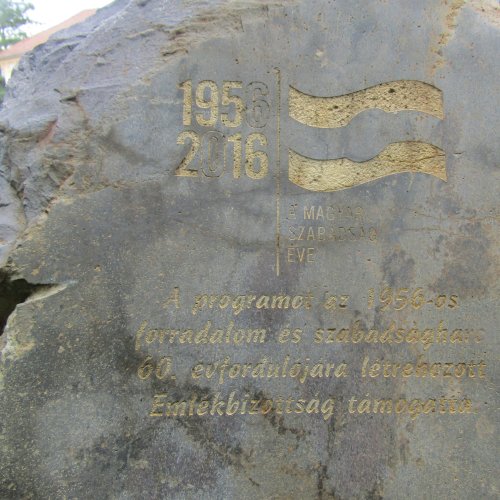 1956
2016
A MAGYAR
SZABADSÁG
ÉVE
A programot az 1956-os
forradalom és szabadságharc
60. évfordulójára létrehozott
Emlékbizottság támogatta